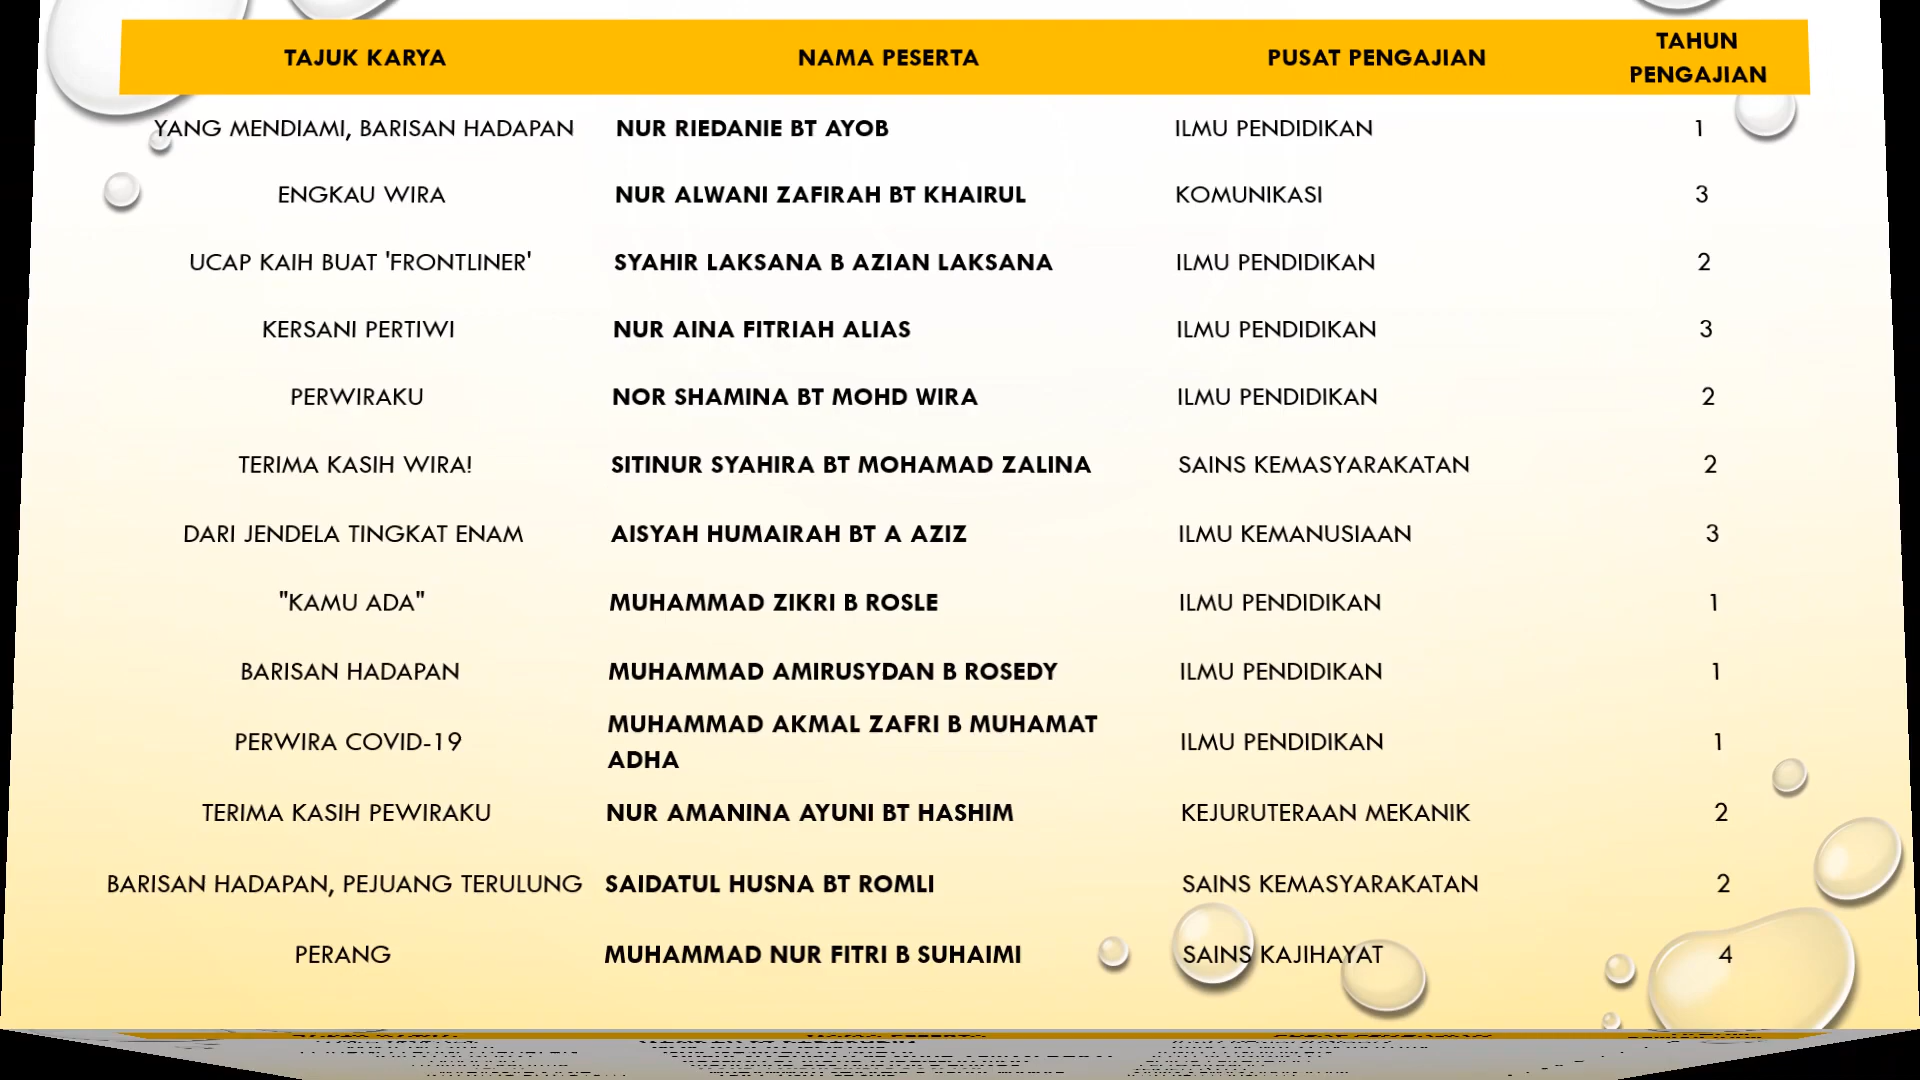 TAJUK KARYA NAMA PESERTA PUSAT PENGAJIAN TAHUN PENGAJIAN
YANG MENDIAMI, BARISAN HADAPAN NUR RIEDANIE BT AYOB ILMU PENDIDIKAN 1
ENGKAU WIRA NUR ALWANI ZAFIRAH BT KHAIRUL KOMUNIKASI 3
UCAP KAIH BUAT 'FRONTLINER' SYAHIR LAKSANA B AZIAN LAKSANA ILMU PENDIDIKAN 2
KERSANI PERTIWI NUR AINA FITRIAH ALIAS ILMU PENDIDIKAN 3
PERWIRAKU NOR SHAMINA BT MOHD WIRA ILMU PENDIDIKAN 2
TERIMA KASIH WIRA! SITINUR SYAHIRA BT MOHAMAD ZALINA SAINS KEMASYARAKATAN 2
DARI JENDELA TINGKAT ENAM AISYAH HUMAIRAH BT A AZIZ ILMU KEMANUSIAAN 3
"KAMU ADA" MUHAMMAD ZIKRI B ROSLE ILMU PENDIDIKAN 1
BARISAN HADAPAN MUHAMMAD AMIRUSYDAN B ROSEDY ILMU PENDIDIKAN 1
PERWIRA COVID-19 MUHAMMAD AKMAL ZAFRI B MUHAMAT ADHA ILMU PENDIDIKAN 1
TERIMA KASIH PEWIRAKU NUR AMANINA AYUNI BT HASHIM KEJURUTERAAN MEKANIK 2
BARISAN HADAPAN, PEJUANG TERULUNG SAIDATUL HUSNA BT ROMLI SAINS KEMASYARAKATAN 2
PERANG MUHAMMAD NUR FITRI B SUHAIMI SAINS KAJIHAYAT 4